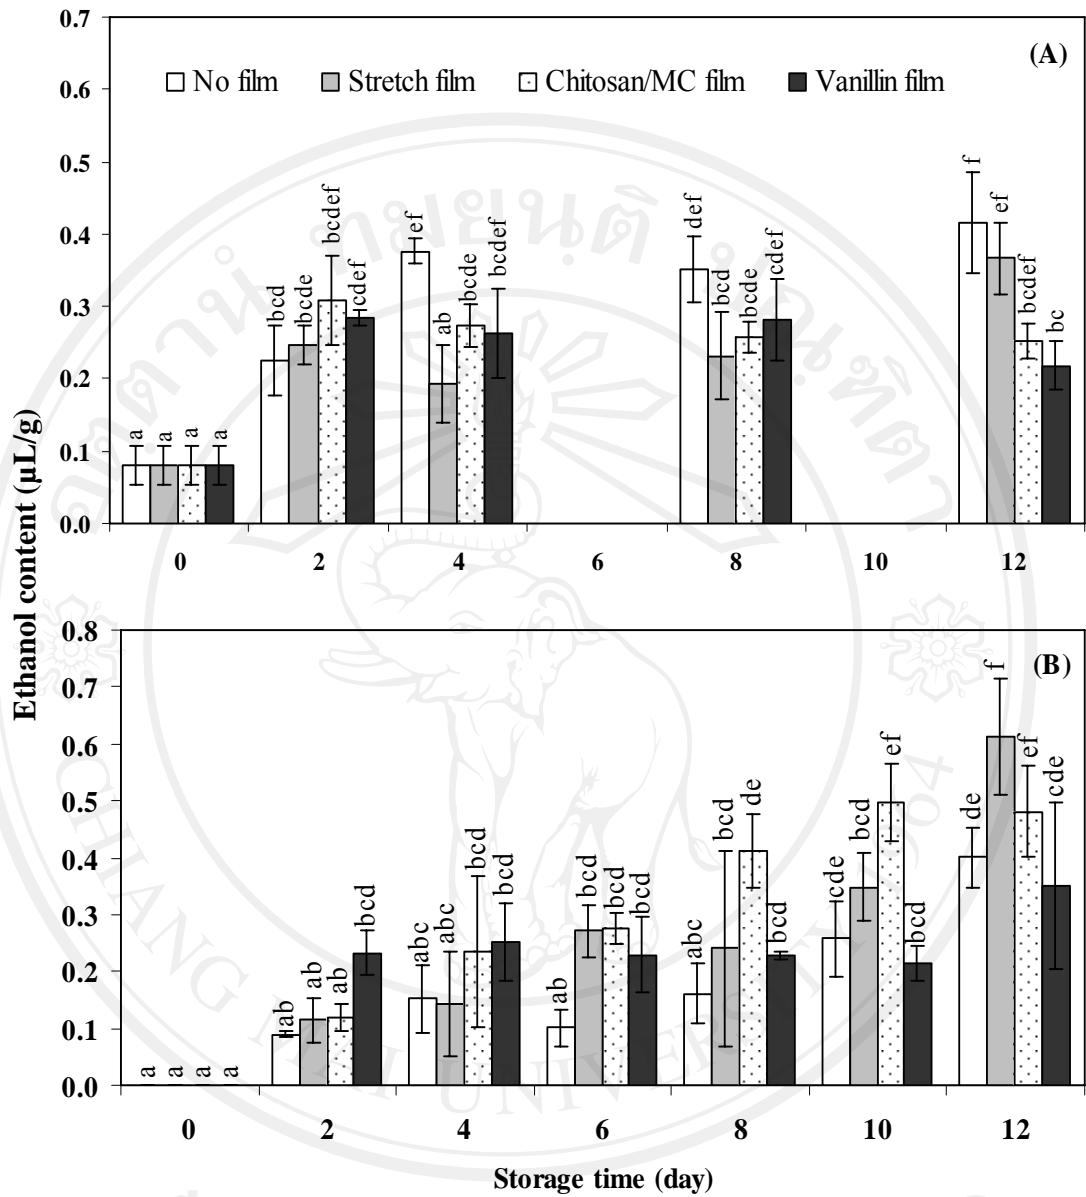 0.7
(A)
No film Stretch film Chitosan/MC film Vanillin film
0.6
0.5
0.4
0.3
0.2
0.1
0.0
a a a a
bcd bcde bcdef cdef
ef ab bcde bcdef
def bcd bcde cdef
f ef bcdef bc
0 2 4 6 8 10 12
Ethanol content (µL/g)
0.8
(B)
0.7
0.6
0.5
0.4
0.3
0.2
0.1
0.0
a a a a
ab ab ab bcd
abc abc bcd bcd
ab bcd bcd bcd
abc bcd de bcd
cde bcd ef bcd
de f ef cde
0 2 4 6 8 10 12
Storage time (day)
CHIANG MAI UNIVERSITY 1964